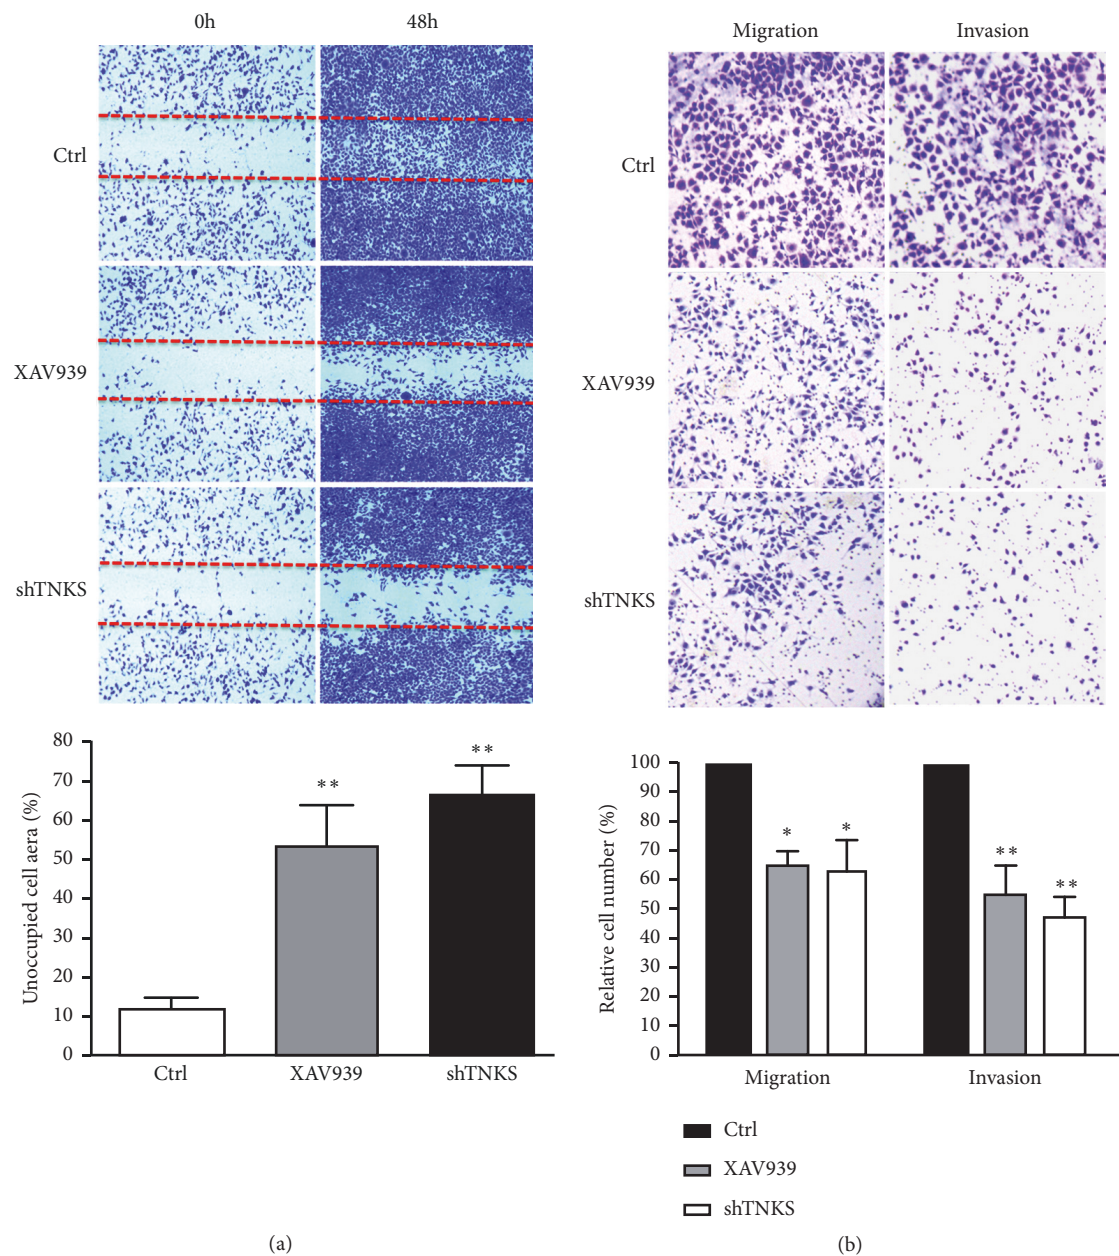 0h 48h
Ctrl
XAV939
shTNKS
Unoccupied cell aera (%)
80
70
60
50
40
30
20
10
0
** **
Ctrl XAV939 shTNKS
(a)
Migration Invasion
Ctrl
XAV939
shTNKS
Relative cell number (%)
100
90
80
70
60
50
40
30
20
10
0
* * ** **
Migration Invasion
Ctrl
XAV939
shTNKS
(b)